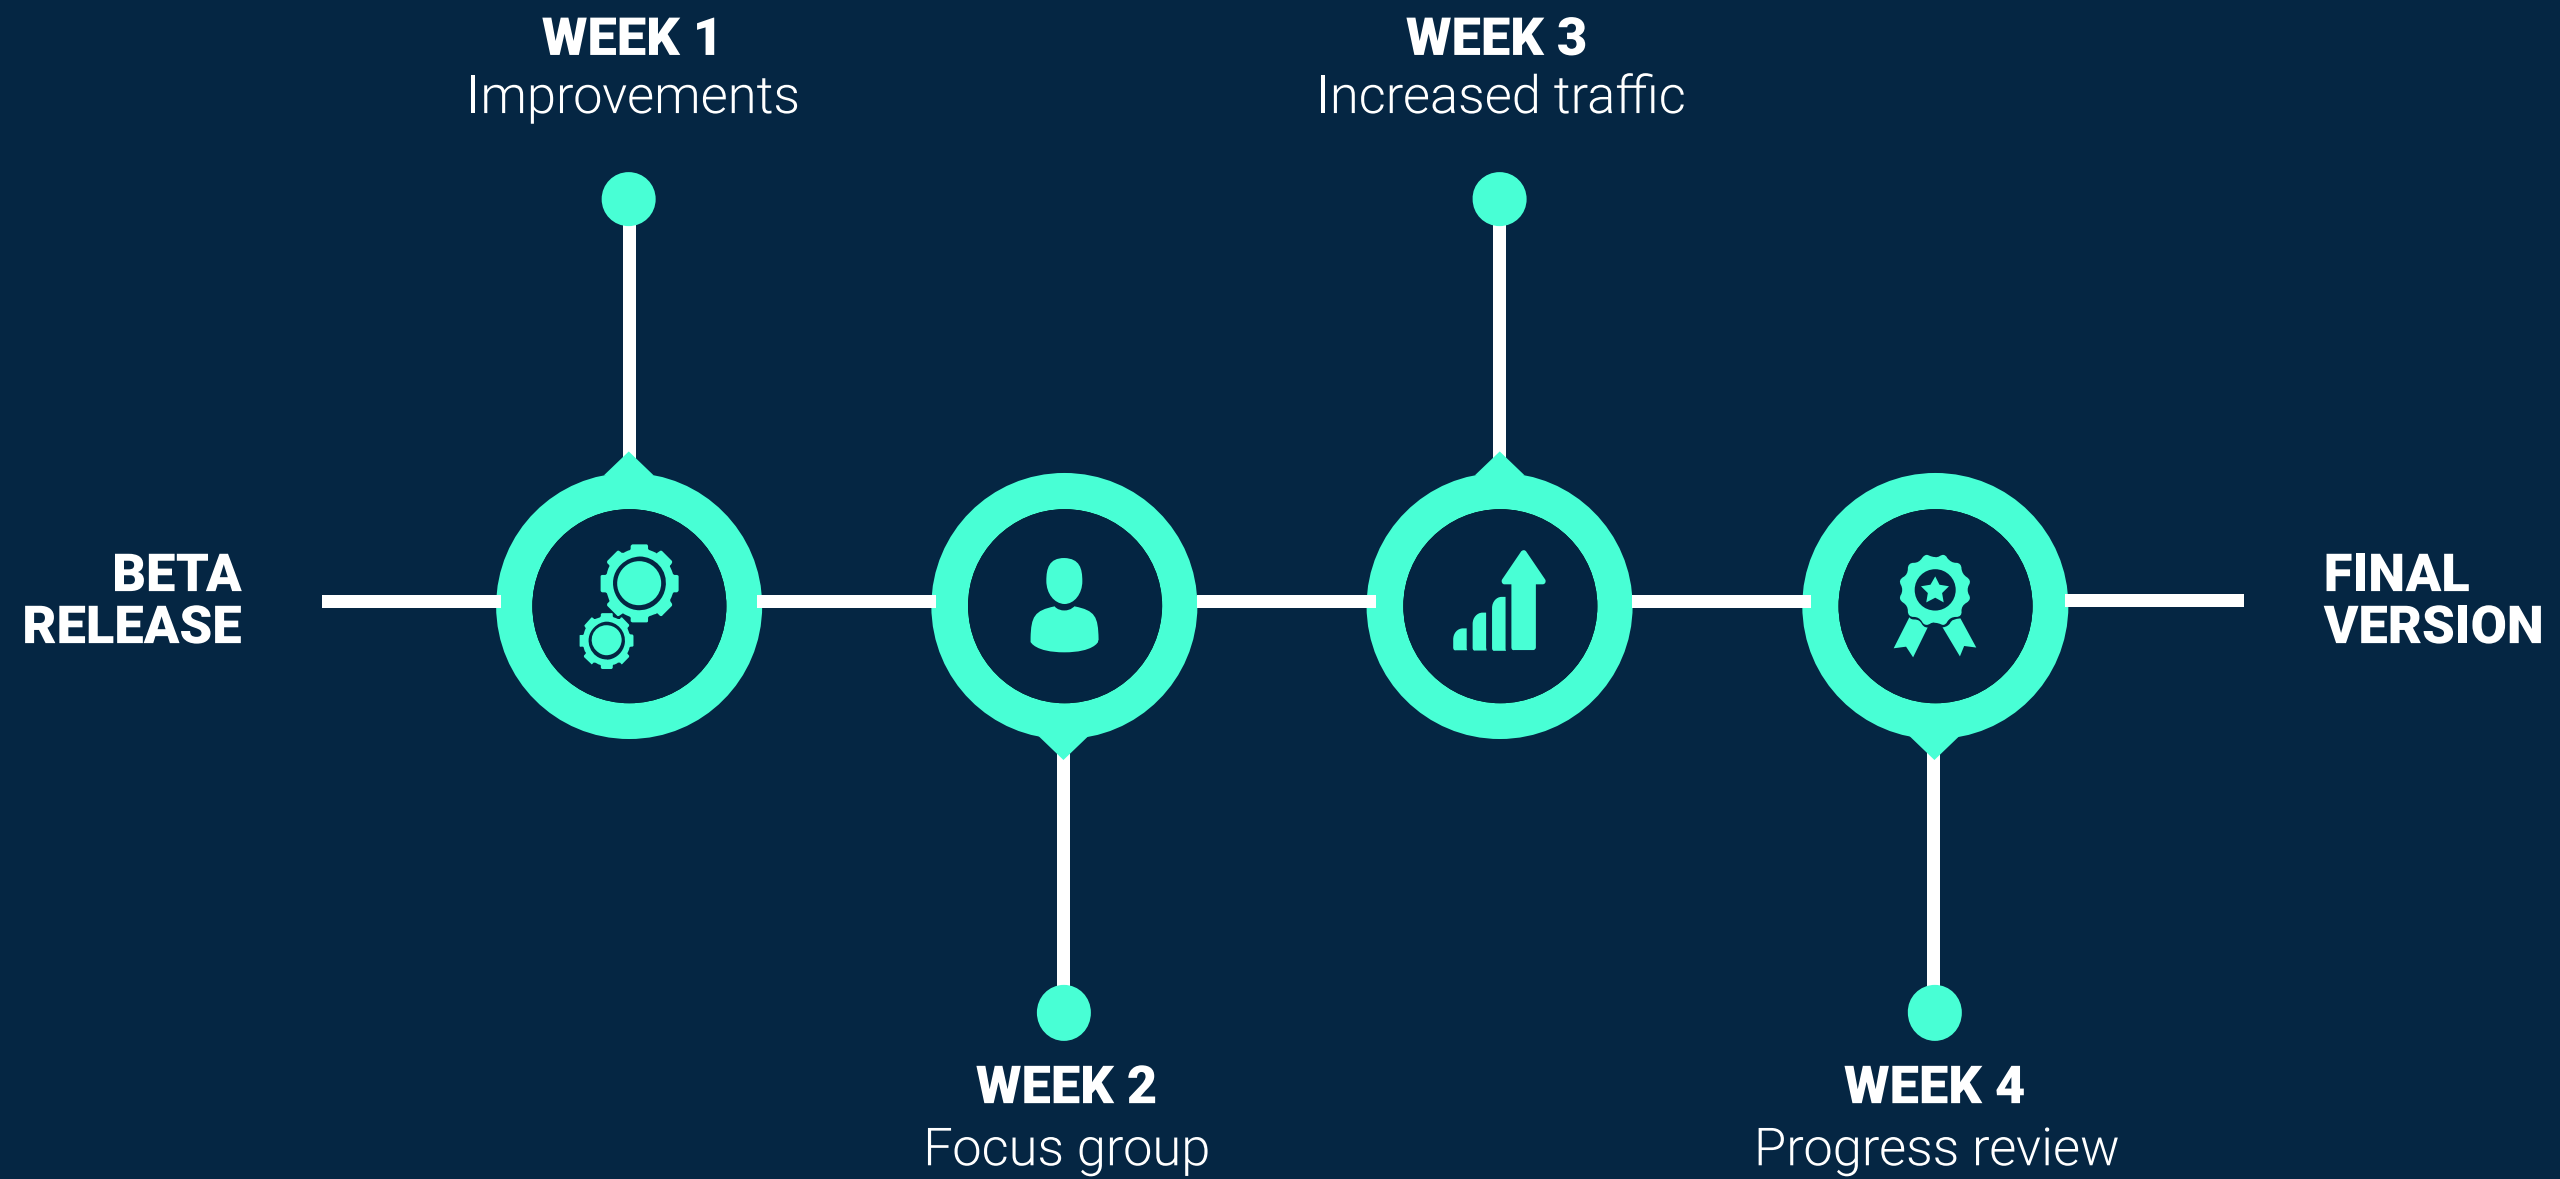 BETA
RELEASE
WEEK 1
Improvements
WEEK 2
Focus group
WEEK 3
Increased traffic
WEEK 4
Progress review
FINAL
VERSION